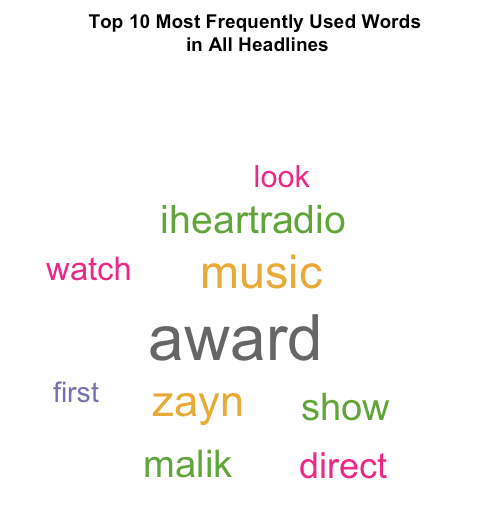 Top 10 Most Frequently Used Words
in All Headlines
look
iheartradio
watch music
award
first zayn show
malik direct